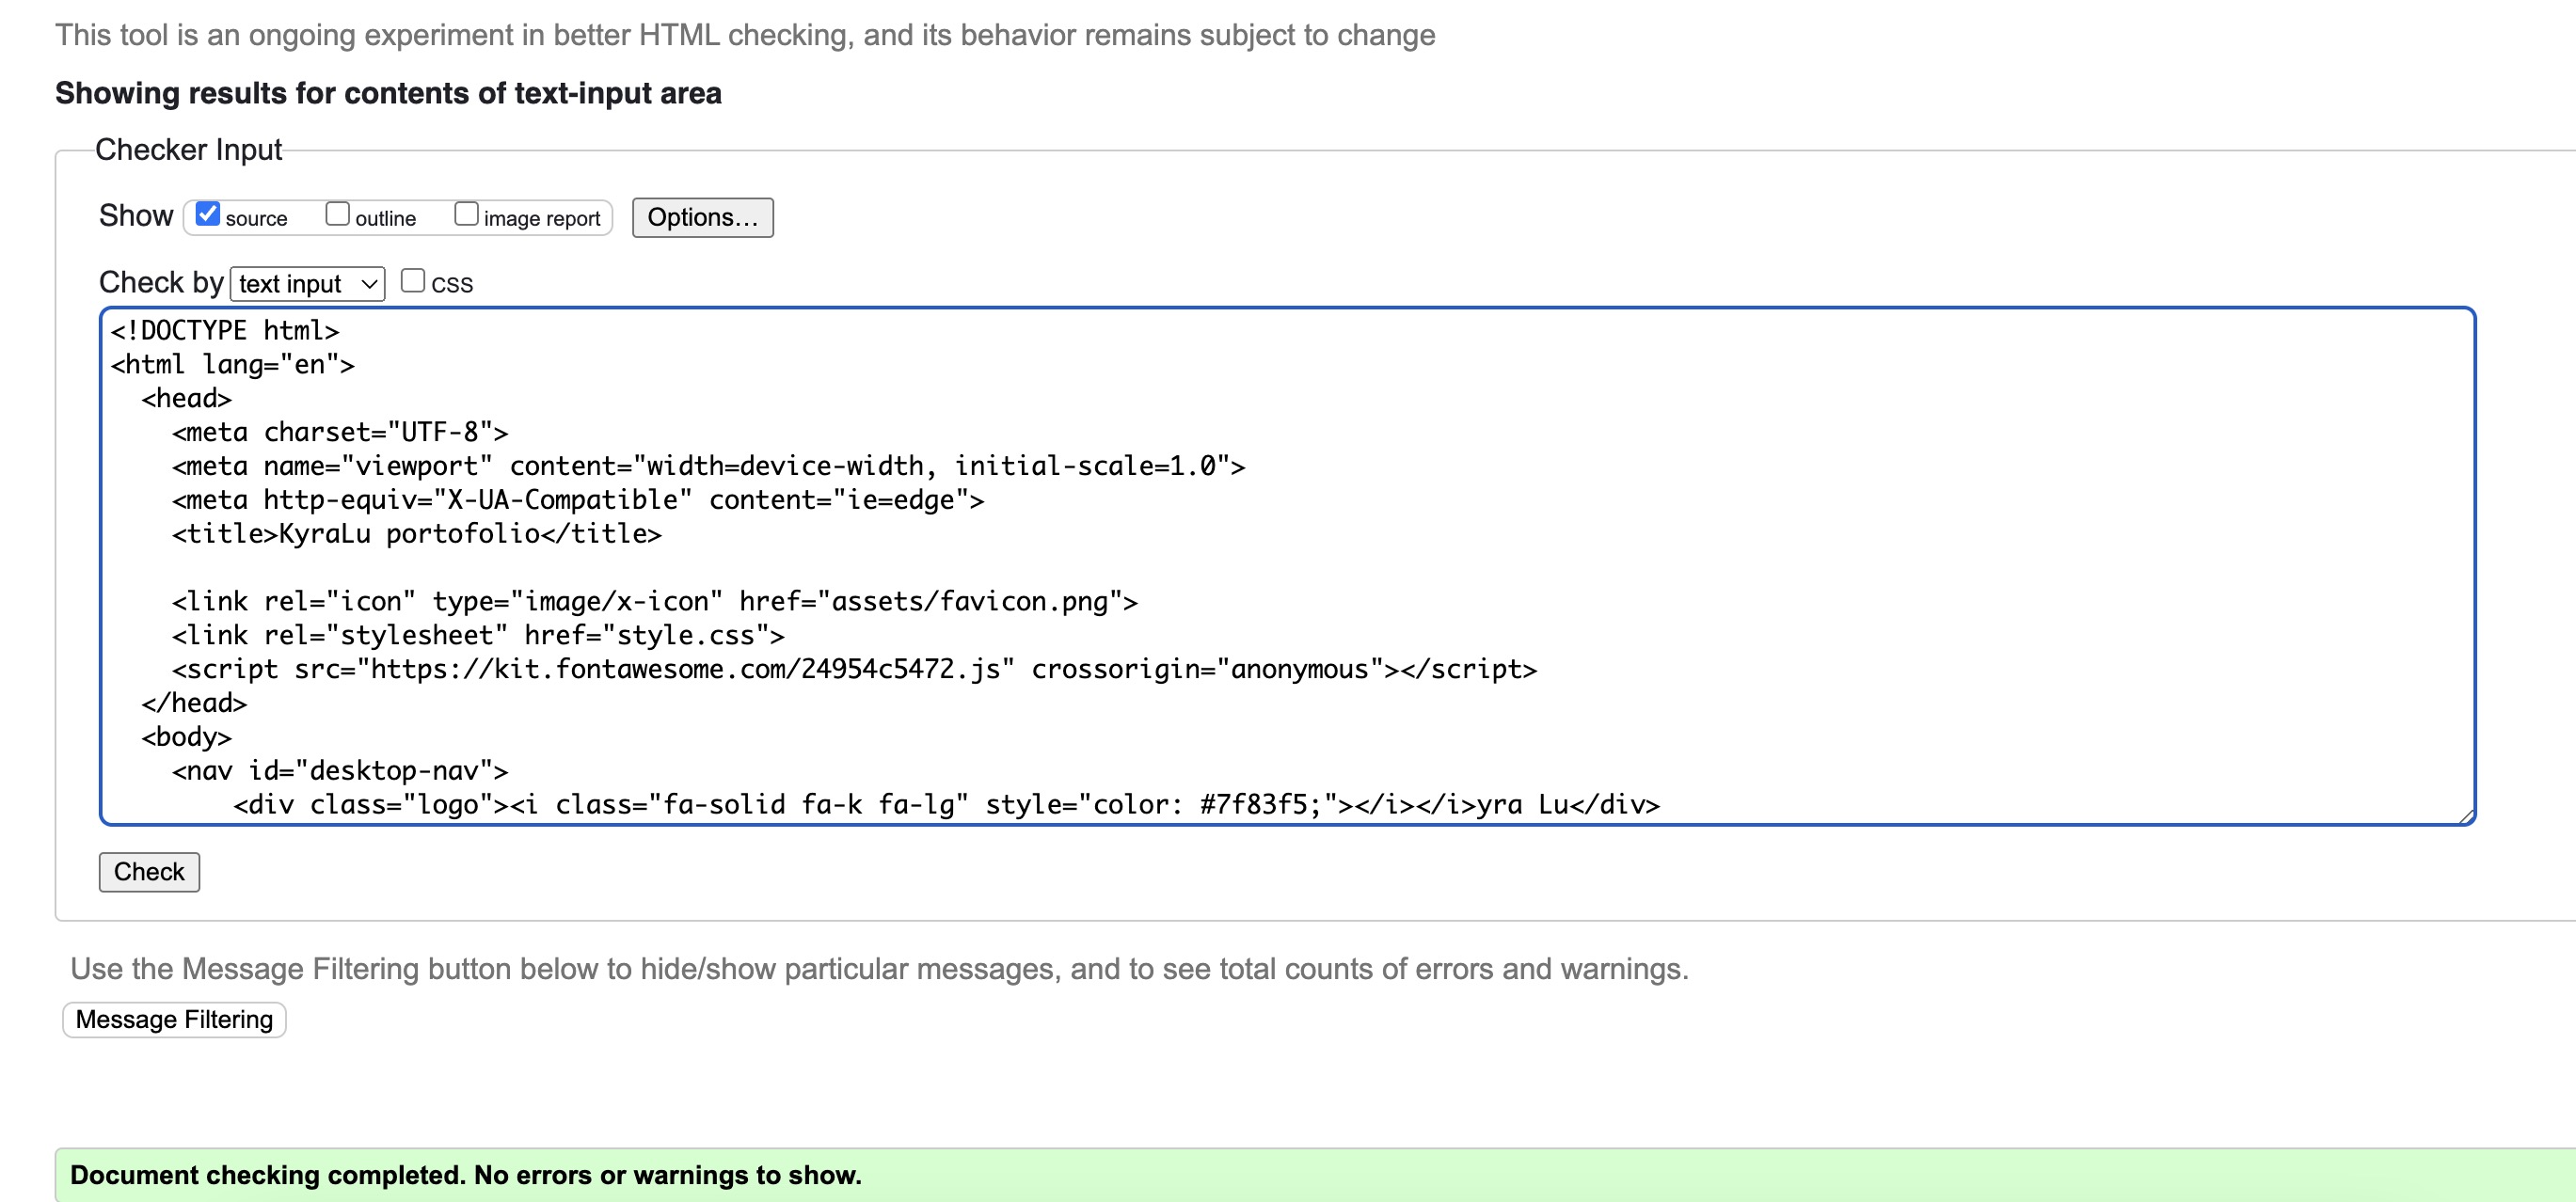 This tool is an ongoing experiment in better HTML checking, and its behavior remains subject to change
Showing results for contents of text-input area
Checker Input
Show source outline image report Options...
Check by text input CSS
<!DOCTYPE html>
<html lang="en">
  <head>
    <meta charset="UTF-8">
    <meta name="viewport" content="width=device-width, initial-scale=1.0">
    <meta http-equiv="X-UA-Compatible" content="ie=edge">
    <title>KyraLu portofolio</title>

    <link rel="icon" type="image/x-icon" href="assets/favicon.png">
    <link rel="stylesheet" href="style.css">
    <script src="https://kit.fontawesome.com/24954c5472.js" crossorigin="anonymous"></script>
  </head>
  <body>
    <nav id="desktop-nav">
        <div class="logo"><i class="fa-solid fa-k fa-lg" style="color: #7f83f5;"></i></i>yra Lu</div>
Check
Use the Message Filtering button below to hide/show particular messages, and to see total counts of errors and warnings.
Message Filtering
Document checking completed. No errors or warnings to show.